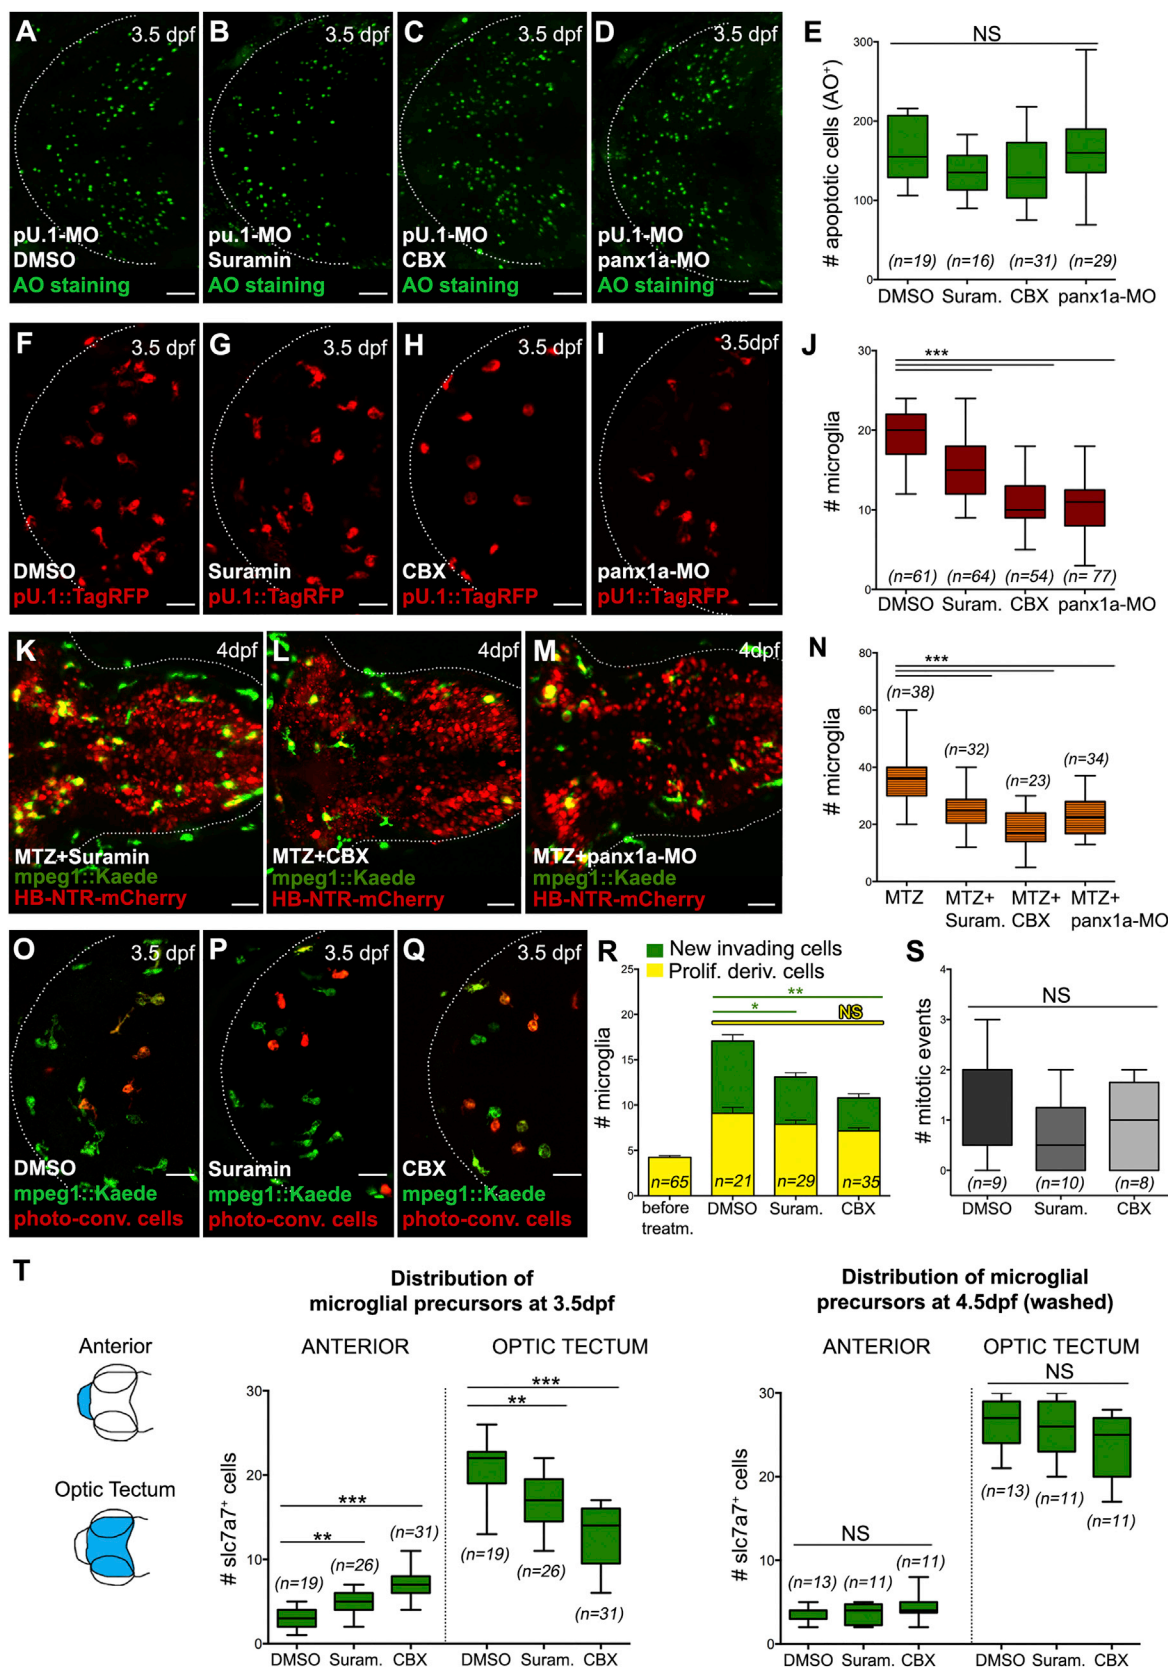 A 3.5 dpf
pU.1-MO
DMSO
AO staining
B 3.5 dpf
pu.1-MO
Suramin
AO staining
C 3.5 dpf
pU.1-MO
CBX
AO staining
D 3.5 dpf
pU.1-MO
panx1a-MO
AO staining
E
NS
# apoptotic cells (AO+)
300
200
100
0
(n=19) (n=16) (n=31) (n=29)
DMSO Suram. CBX panx1a-MO
F 3.5 dpf
DMSO
pU.1::TagRFP
G 3.5 dpf
Suramin
pU.1::TagRFP
H 3.5 dpf
CBX
pU.1::TagRFP
I 3.5dpf
panx1a-MO
pU1::TagRFP
J
***
# microglia
30
20
10
0
(n=61) (n=64) (n=54) (n= 77)
DMSO Suram. CBX panx1a-MO
K 4dpf
MTZ+Suramin
mpeg1::Kaede
HB-NTR-mCherry
L 4dpf
MTZ+CBX
mpeg1::Kaede
HB-NTR-mCherry
M 4dpf
MTZ+panx1a-MO
mpeg1::Kaede
HB-NTR-mCherry
N
***
# microglia
80
60
40
20
0
(n=38) (n=32) (n=23) (n=34)
MTZ MTZ+ MTZ+ MTZ+
Suram. CBX panx1a-MO
O 3.5 dpf
DMSO
mpeg1::Kaede
photo-conv. cells
P 3.5 dpf
Suramin
mpeg1::Kaede
photo-conv. cells
Q 3.5 dpf
CBX
mpeg1::Kaede
photo-conv. cells
R
New invading cells
Prolif. deriv. cells
**
*
NS
# microglia
25
20
15
10
5
0
n=65 n=21 n=29 n=35
before DMSO Suram. CBX
treatm.
S
NS
# mitotic events
4
3
2
1
0
(n=9) (n=10) (n=8)
DMSO Suram. CBX
T
Anterior
Optic Tectum
Distribution of
microglial precursors at 3.5dpf
ANTERIOR OPTIC TECTUM
# slc7a7+ cells
30
20
10
0
***
**
(n=19) (n=26) (n=31)
***
**
(n=19) (n=26) (n=31)
DMSO Suram. CBX DMSO Suram. CBX
Distribution of microglial
precursors at 4.5dpf (washed)
ANTERIOR OPTIC TECTUM
# slc7a7+ cells
30
20
10
0
NS
(n=13) (n=11) (n=11)
NS
(n=13) (n=11) (n=11)
DMSO Suram. CBX DMSO Suram. CBX